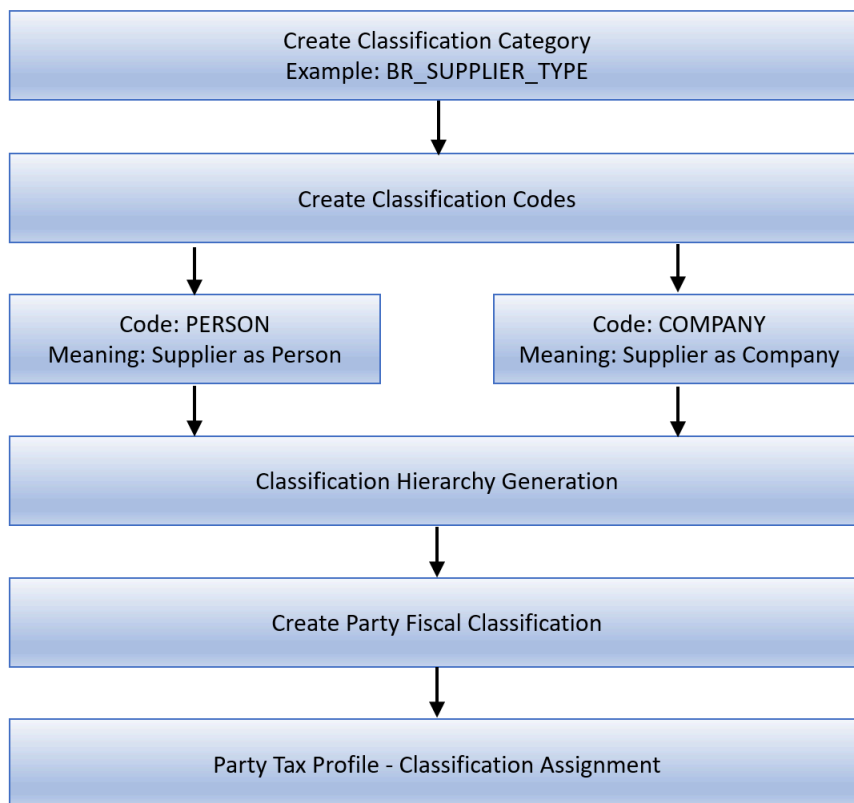 Create Classification Category
Example: BR_SUPPLIER_TYPE
Create Classification Codes
Code: PERSON
Meaning: Supplier as Person
Code: COMPANY
Meaning: Supplier as Company
Classification Hierarchy Generation
Create Party Fiscal Classification
Party Tax Profile - Classification Assignment